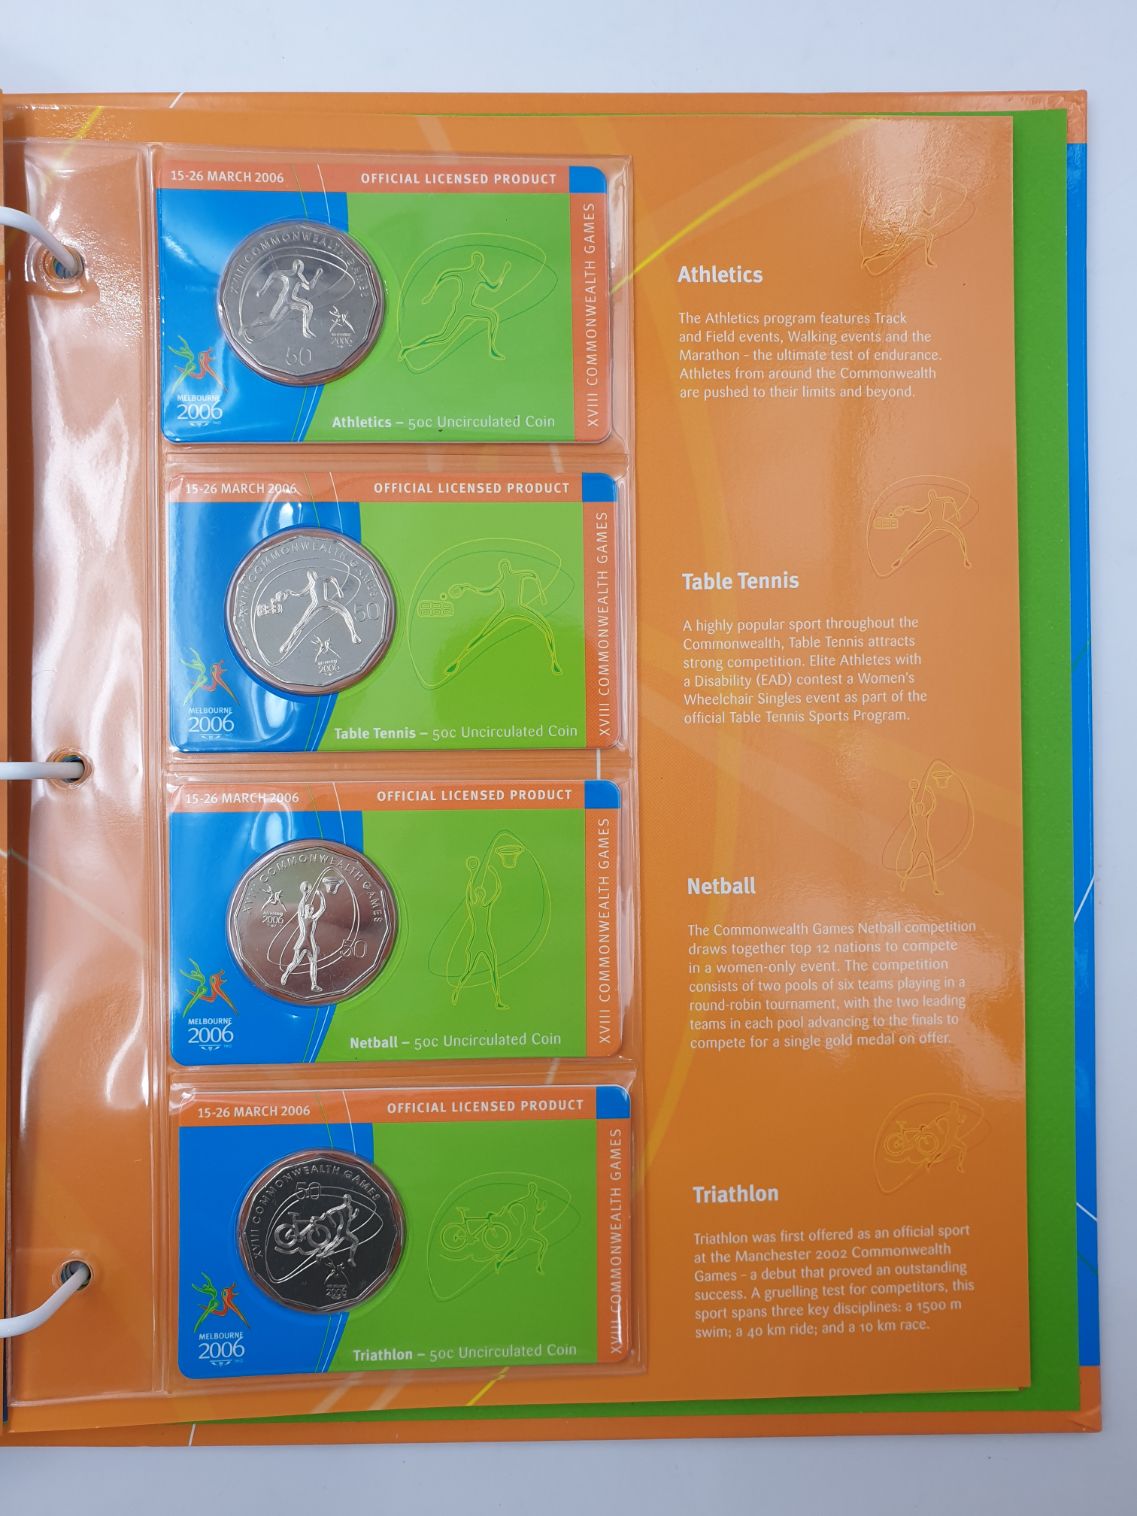 15-26 MARCH 2006
OFFICIAL LICENSED PRODUCT
XVIII COMMONWEALTH GAMES
XVIII COMMONWEALTH GAMES
MELBOURNE
2006
50
MELBOURNE
2006
Athletics – 50c Uncirculated Coin
Athletics
The Athletics program features Track
and Field events, Walking events and the
Marathon - the ultimate test of endurance.
Athletes from around the Commonwealth
are pushed to their limits and beyond.
15-26 MARCH 2006
OFFICIAL LICENSED PRODUCT
XVIII COMMONWEALTH GAMES
XVIII COMMONWEALTH GAMES
50
2006
MELBOURNE
2006
Table Tennis – 50c Uncirculated Coin
Table Tennis
A highly popular sport throughout the
Commonwealth, Table Tennis attracts
strong competition. Elite Athletes with
a Disability (EAD) contest a Women's
Wheelchair Singles event as part of the
official Table Tennis Sports Program.
15-26 MARCH 2006
OFFICIAL LICENSED PRODUCT
XVIII COMMONWEALTH GAMES
XVIII COMMONWEALTH GAMES
2006
50
MELBOURNE
2006
Netball – 50c Uncirculated Coin
Netball
The Commonwealth Games Netball competition
draws together top 12 nations to compete
in a women-only event. The competition
consists of two pools of six teams playing in a
round-robin tournament, with the two leading
teams in each pool advancing to the finals to
compete for a single gold medal on offer.
15-26 MARCH 2006
OFFICIAL LICENSED PRODUCT
XVIII COMMONWEALTH GAMES
XVIII COMMONWEALTH GAMES
50
2006
MELBOURNE
2006
Triathlon – 50c Uncirculated Coin
Triathlon
Triathlon was first offered as an official sport
at the Manchester 2002 Commonwealth
Games - a debut that proved an outstanding
success. A gruelling test for competitors, this
sport spans three key disciplines: a 1500 m
swim; a 40 km ride; and a 10 km race.